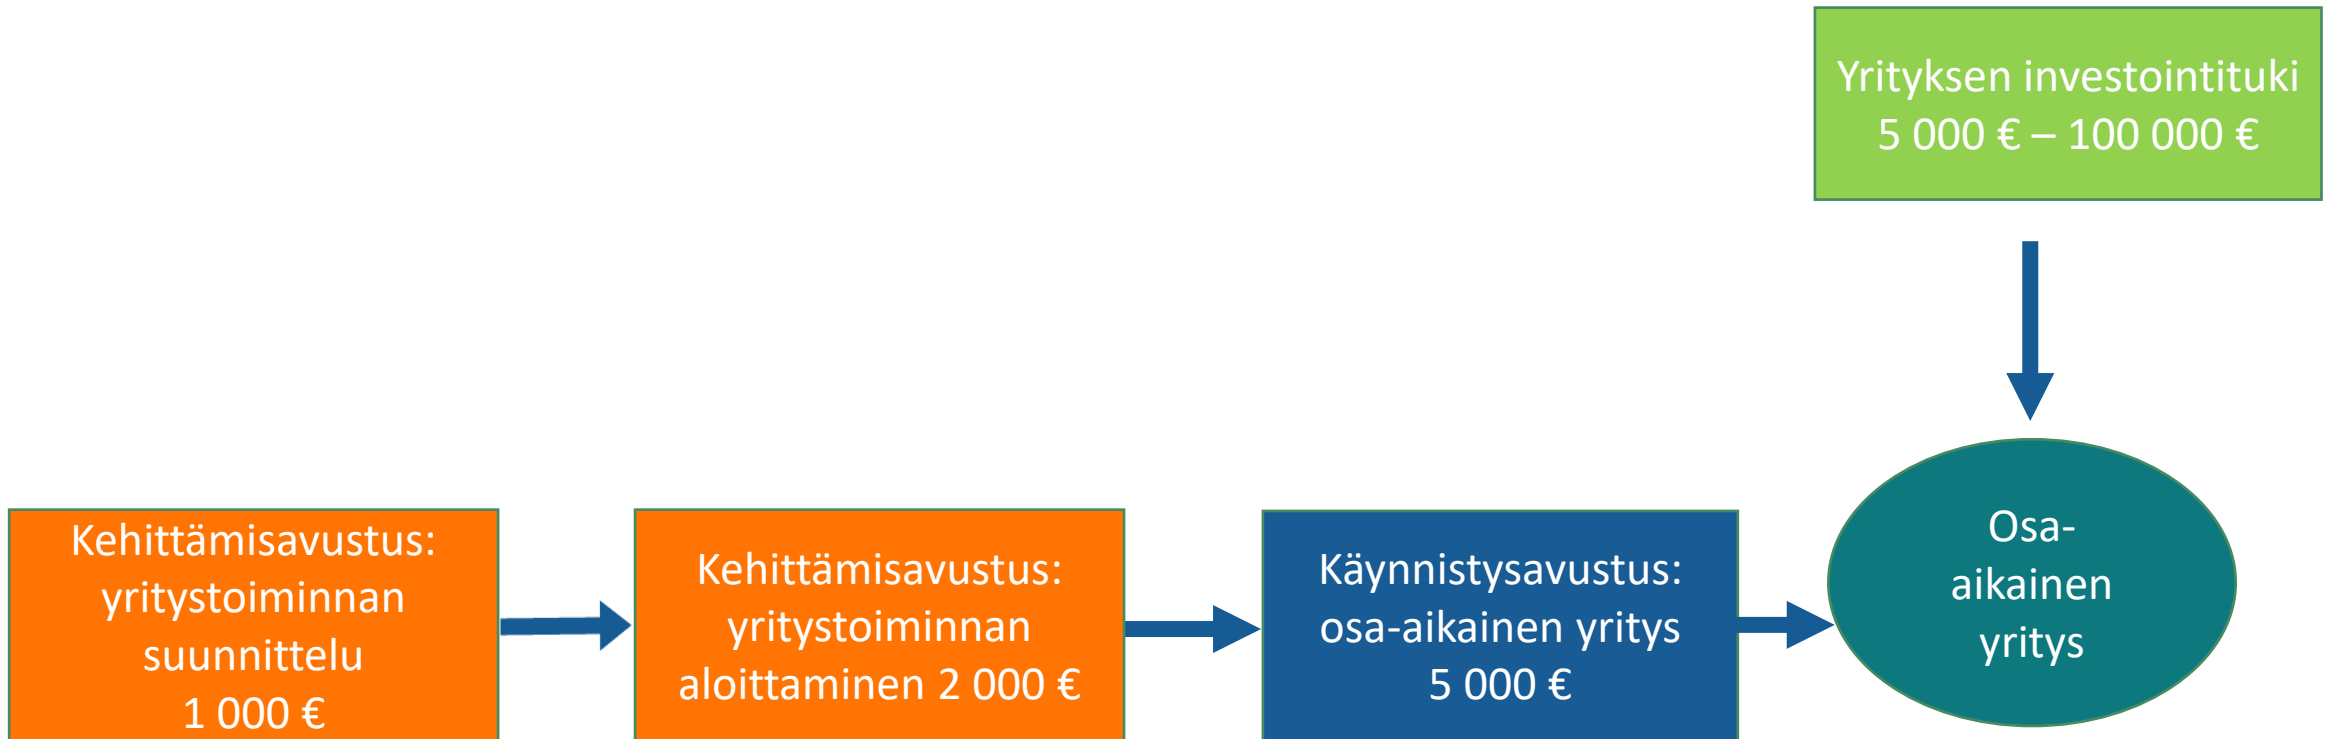 Yrityksen investointituki
5 000 € – 100 000 €
Kehittämisavustus:
yritystoiminnan
suunnittelu
1 000 €
Kehittämisavustus:
yritystoiminnan
aloittaminen 2 000 €
Käynnistysavustus:
osa-aikainen yritys
5 000 €
Osa-
aikainen
yritys